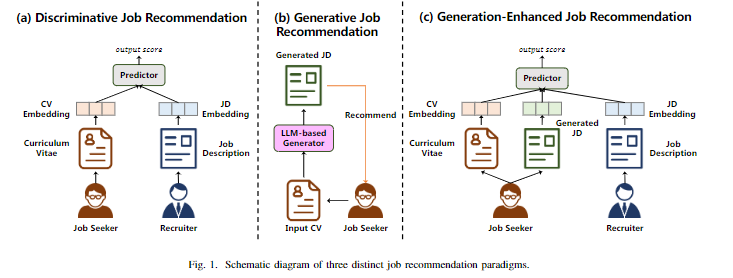 (a) Discriminative Job Recommendation
output score
Predictor
CV
Embedding
JD
Embedding
Curriculum
Vitae
Job
Description
Job Seeker
Recruiter
(b) Generative Job
Recommendation
Generated JD
Recommend
LLM-based
Generator
Input CV
Job Seeker
(c) Generation-Enhanced Job Recommendation
output score
Predictor
CV
Embedding
JD
Embedding
Generated
JD
Curriculum
Vitae
Job
Description
Job Seeker
Recruiter
Fig. 1. Schematic diagram of three distinct job recommendation paradigms.